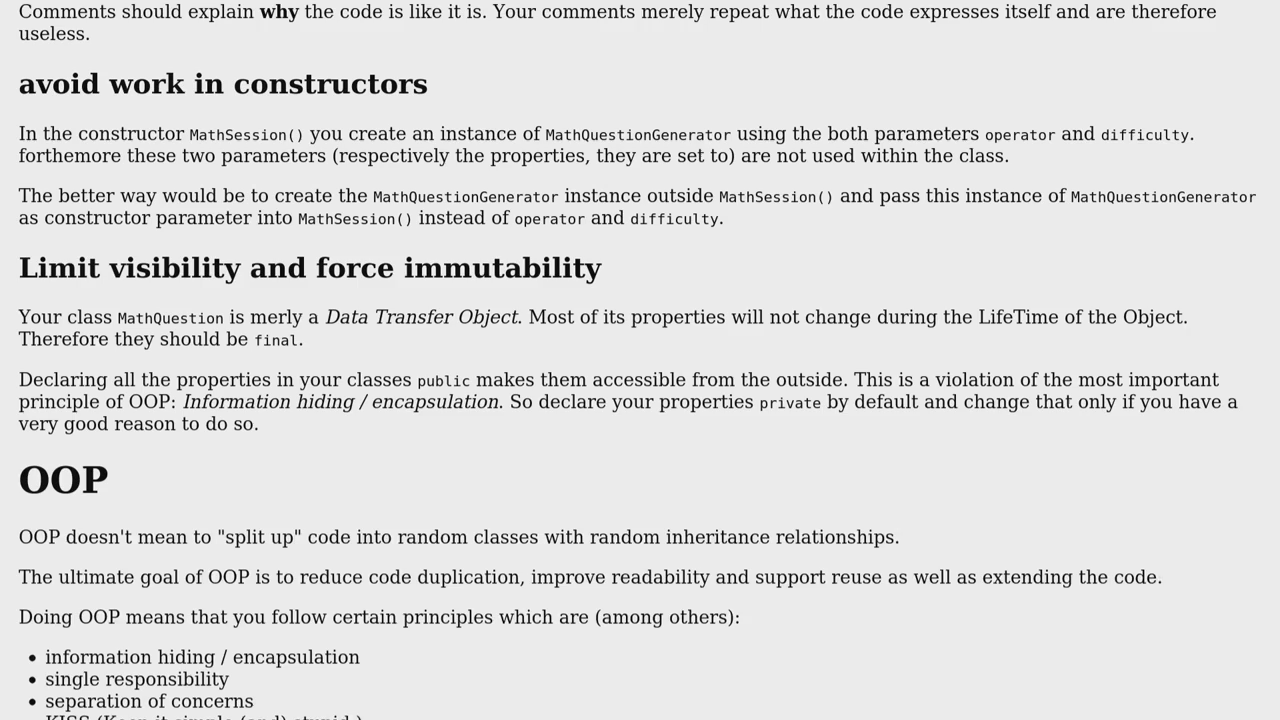 Comments should explain why the code is like it is. Your comments merely repeat what the code expresses itself and are therefore
useless.
avoid work in constructors
In the constructor MathSession() you create an instance of MathQuestionGenerator using the both parameters operator and difficulty.
forthemore these two parameters (respectively the properties, they are set to) are not used within the class.
The better way would be to create the MathQuestionGenerator instance outside MathSession() and pass this instance of MathQuestionGenerator
as constructor parameter into MathSession() instead of operator and difficulty.
Limit visibility and force immutability
Your class MathQuestion is merly a Data Transfer Object. Most of its properties will not change during the LifeTime of the Object.
Therefore they should be final.
Declaring all the properties in your classes public makes them accessible from the outside. This is a violation of the most important
principle of OOP: Information hiding / encapsulation. So declare your properties private by default and change that only if you have a
very good reason to do so.
OOP
OOP doesn't mean to "split up" code into random classes with random inheritance relationships.
The ultimate goal of OOP is to reduce code duplication, improve readability and support reuse as well as extending the code.
Doing OOP means that you follow certain principles which are (among others):
• information hiding / encapsulation
• single responsibility
• separation of concerns
KISS (Keep it simple (and) stupid.)